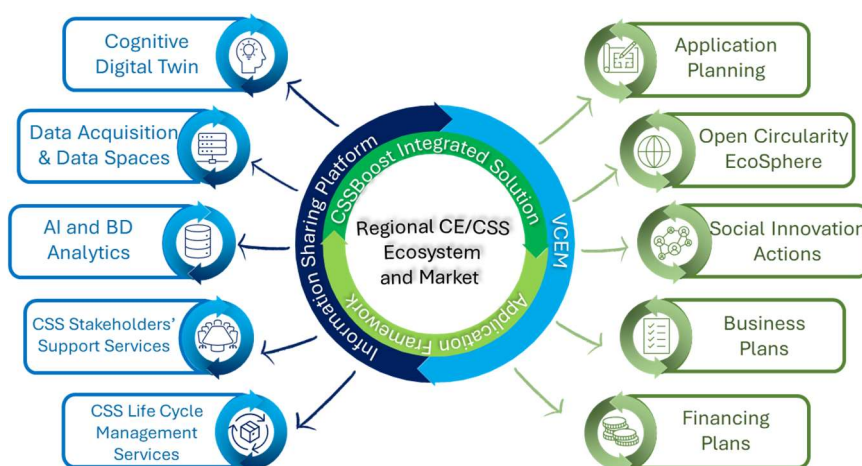 Cognitive
Digital Twin
Data Acquisition
& Data Spaces
AI and BD
Analytics
CSS Stakeholders'
Support Services
CSS Life Cycle
Management
Services
Information Sharing Platform
CSSBoost Integrated Solution
VCEM
Application Framework
Regional CE/CSS
Ecosystem
and Market
Application
Planning
Open Circularity
EcoSphere
Social Innovation
Actions
Business
Plans
Financing
Plans